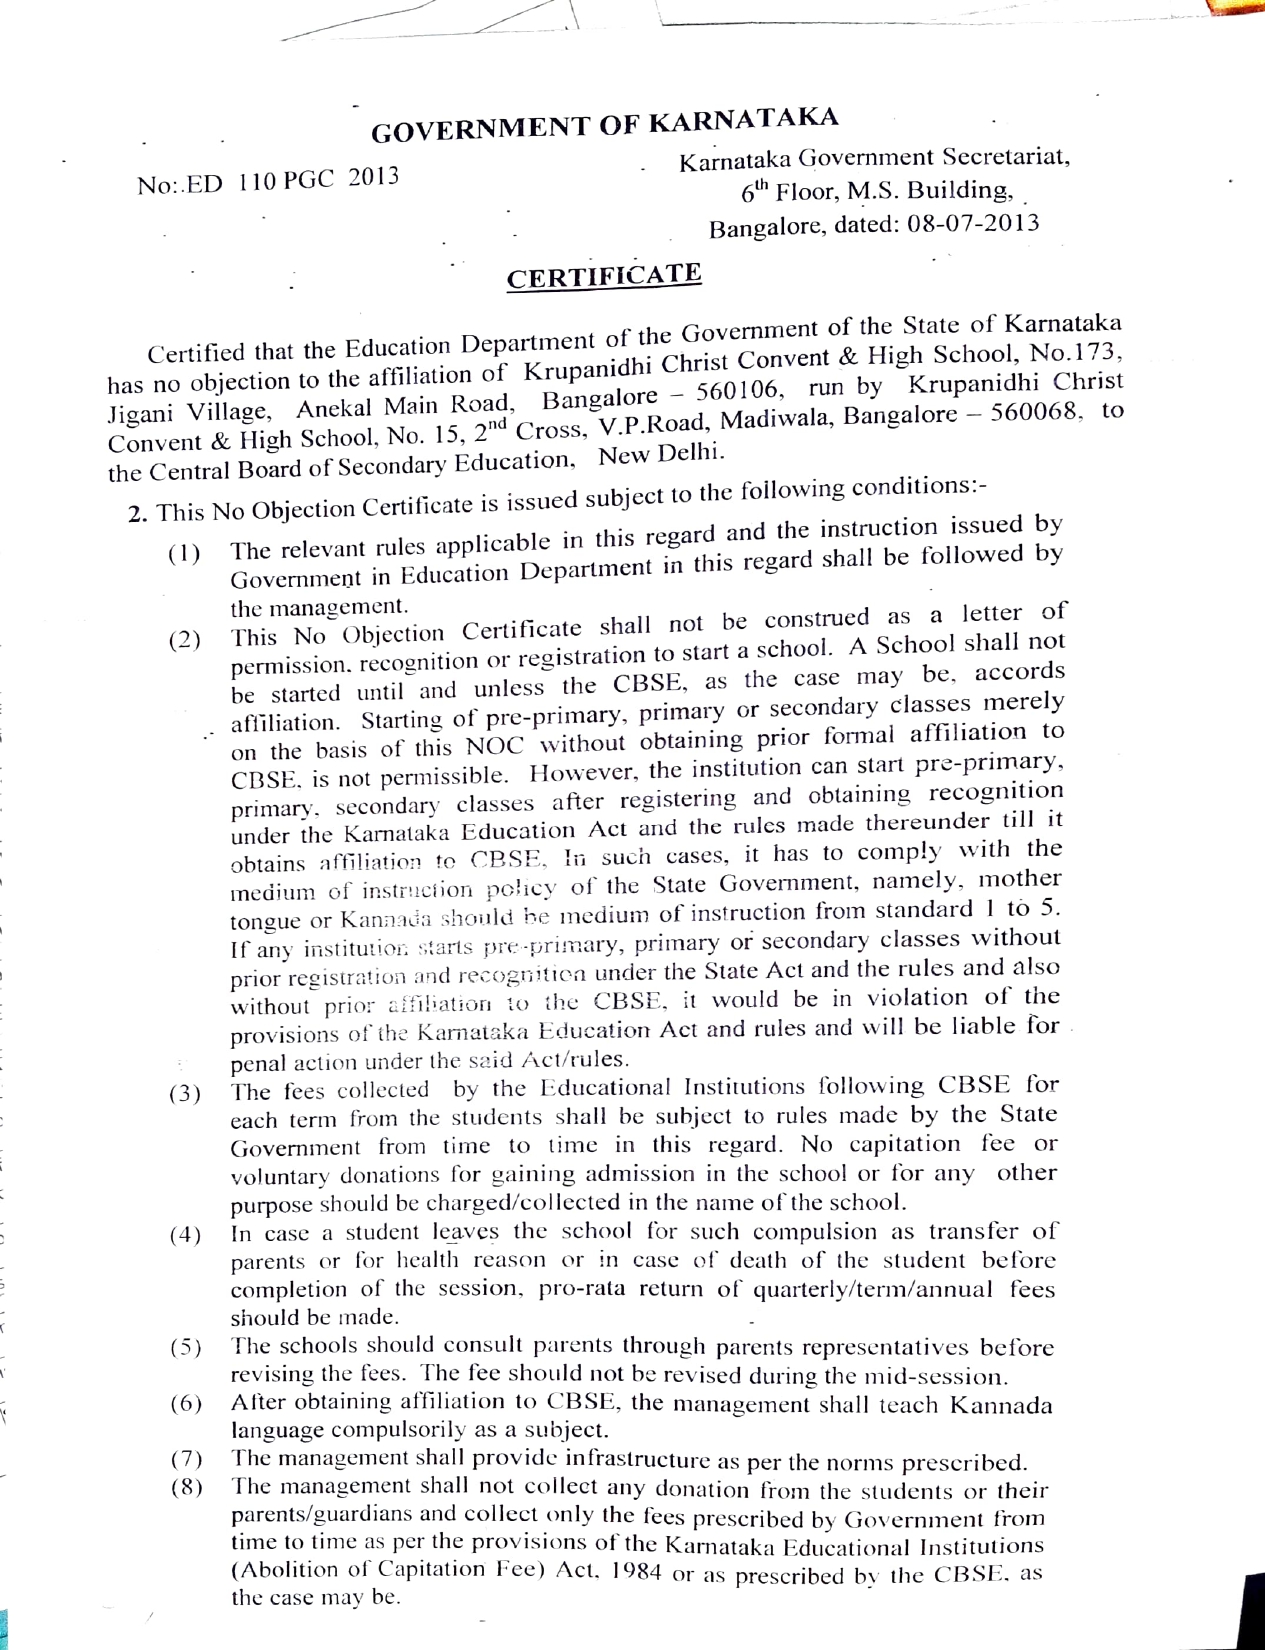 GOVERNMENT OF KARNATAKA
No:.ED 110 PGC 2013
Karnataka Government Secretariat,
6th Floor, M.S. Building,
Bangalore, dated: 08-07-2013
CERTIFICATE
Certified that the Education Department of the Government of the State of Karnataka
has no objection to the affiliation of Krupanidhi Christ Convent & High School, No.173,
Jigani Village, Anekal Main Road, Bangalore – 560106, run by Krupanidhi Christ
Convent & High School, No. 15, 2nd Cross, V.P.Road, Madiwala, Bangalore – 560068, to
the Central Board of Secondary Education, New Delhi.
2. This No Objection Certificate is issued subject to the following conditions:-
(1) The relevant rules applicable in this regard and the instruction issued by
Government in Education Department in this regard shall be followed by
the management.
(2) This No Objection Certificate shall not be construed as a letter of
permission, recognition or registration to start a school. A School shall not
be started until and unless the CBSE, as the case may be, accords
affiliation. Starting of pre-primary, primary or secondary classes merely
on the basis of this NOC without obtaining prior formal affiliation to
CBSE, is not permissible. However, the institution can start pre-primary,
primary, secondary classes after registering and obtaining recognition
under the Karnataka Education Act and the rules made thereunder till it
obtains affiliation to CBSE. In such cases, it has to comply with the
medium of instruction policy of the State Government, namely, mother
tongue or Kannada should be medium of instruction from standard 1 to 5.
If any institution starts pre-primary, primary or secondary classes without
prior registration and recognition under the State Act and the rules and also
without prior affiliation to the CBSE, it would be in violation of the
provisions of the Karnataka Education Act and rules and will be liable for
penal action under the said Act/rules.
(3) The fees collected by the Educational Institutions following CBSE for
each term from the students shall be subject to rules made by the State
Government from time to time in this regard. No capitation fee or
voluntary donations for gaining admission in the school or for any other
purpose should be charged/collected in the name of the school.
(4) In case a student leaves the school for such compulsion as transfer of
parents or for health reason or in case of death of the student before
completion of the session, pro-rata return of quarterly/term/annual fees
should be made.
(5) The schools should consult parents through parents representatives before
revising the fees. The fee should not be revised during the mid-session.
(6) After obtaining affiliation to CBSE, the management shall teach Kannada
language compulsorily as a subject.
(7) The management shall provide infrastructure as per the norms prescribed.
(8) The management shall not collect any donation from the students or their
parents/guardians and collect only the fees prescribed by Government from
time to time as per the provisions of the Karnataka Educational Institutions
(Abolition of Capitation Fee) Act, 1984 or as prescribed by the CBSE, as
the case may be.